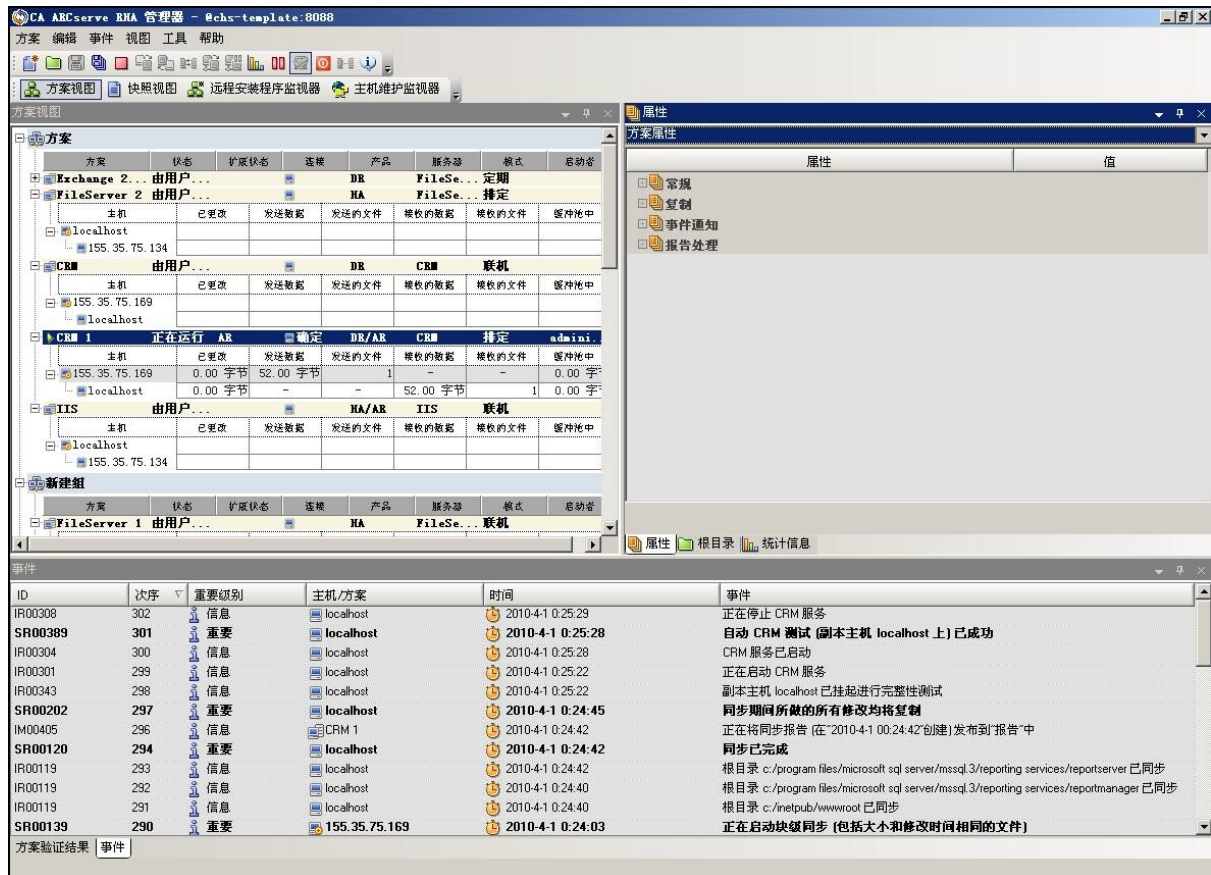 CA ARCserve RHA 管理器 - @chs-template:8088
方案 编辑 事件 视图 工具 帮助
方案视图 快照视图 远程安装程序监视器 主机维护监视器
方案视图
方案
方案 状态 扩展状态 连接 产品 服务器 模式 启动者
Exchange 2... 由用户... DR FileSe... 定期
FileServer 2 由用户... HA FileSe... 排定
主机 已更改 发送数据 发送的文件 接收的数据 接收的文件 缓冲池中
localhost
155.35.75.134
CRM 由用户... DR CRM 联机
主机 已更改 发送数据 发送的文件 接收的数据 接收的文件 缓冲池中
155.35.75.169
localhost
CRM 1 正在运行 AR 确定 DR/AR CRM 排定 admini..
主机 已更改 发送数据 发送的文件 接收的数据 接收的文件 缓冲池中
155.35.75.169 0.00 字节 52.00 字节 1 - - 0.00 字
localhost 0.00 字节 - - 52.00 字节 1 0.00 字
IIS 由用户... HA/AR IIS 联机
主机 已更改 发送数据 发送的文件 接收的数据 接收的文件 缓冲池中
localhost
155.35.75.134
新建组
方案 状态 扩展状态 连接 产品 服务器 模式 启动者
FileServer 1 由用户... HA FileSe... 联机
属性
方案属性
属性 值
常规
复制
事件通知
报告处理
属性 根目录 统计信息
事件
ID 次序 重要级别 主机/方案 时间 事件
IR00308 302 信息 localhost 2010-4-1 0:25:29 正在停止 CRM 服务
SR00389 301 重要 localhost 2010-4-1 0:25:28 自动 CRM 测试 (副本主机 localhost 上) 已成功
IR00304 300 信息 localhost 2010-4-1 0:25:28 CRM 服务已启动
IR00301 299 信息 localhost 2010-4-1 0:25:22 正在启动 CRM 服务
IR00343 298 信息 localhost 2010-4-1 0:25:22 副本主机 localhost 已挂起进行完整性测试
SR00202 297 重要 localhost 2010-4-1 0:24:45 同步期间所做的所有修改均将复制
IM00405 296 信息 CRM 1 2010-4-1 0:24:42 正在将同步报告 (在"2010-4-1 00:24:42"创建) 发布到"报告"中
SR00120 294 重要 localhost 2010-4-1 0:24:42 同步已完成
IR00119 293 信息 localhost 2010-4-1 0:24:42 根目录 c:/program files/microsoft sql server/mssql.3/reporting services/reportserver 已同步
IR00119 292 信息 localhost 2010-4-1 0:24:40 根目录 c:/program files/microsoft sql server/mssql.3/reporting services/reportmanager 已同步
IR00119 291 信息 localhost 2010-4-1 0:24:40 根目录 c:/inetpub/wwwroot 已同步
SR00139 290 重要 155.35.75.169 2010-4-1 0:24:03 正在启动块级同步 (包括大小和修改时间相同的文件)
方案验证结果 事件